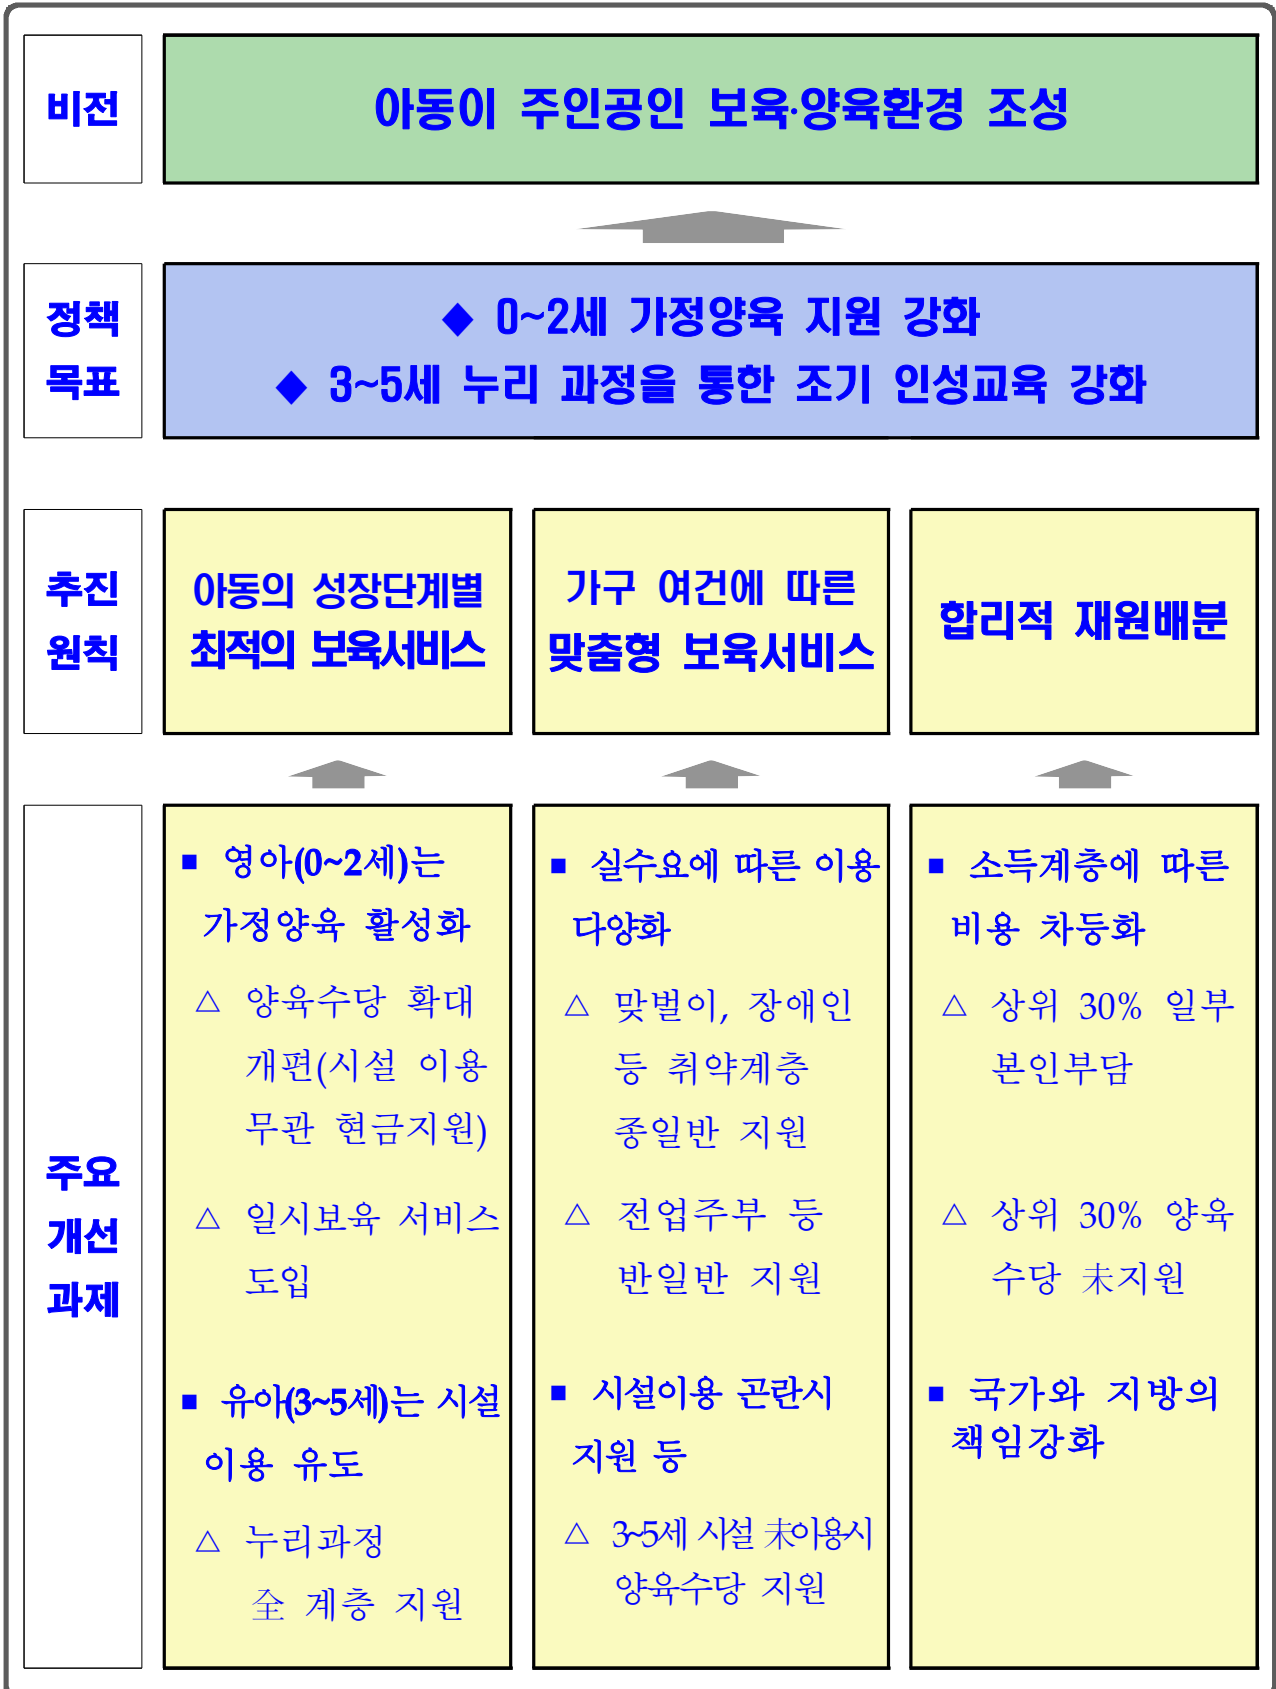 비전
아동이 주인공인 보육·양육환경 조성
정책
목표
◆ 0~2세 가정양육 지원 강화
◆ 3~5세 누리 과정을 통한 조기 인성교육 강화
추진
원칙
아동의 성장단계별
최적의 보육서비스
가구 여건에 따른
맞춤형 보육서비스
합리적 재원배분
주요
개선
과제
■ 영아(0~2세)는
가정양육 활성화
△ 양육수당 확대
개편(시설 이용
무관 현금지원)
△ 일시보육 서비스
도입
■ 유아(3~5세)는 시설
이용 유도
△ 누리과정
全 계층 지원
■ 실수요에 따른 이용
다양화
△ 맞벌이, 장애인
등 취약계층
종일반 지원
△ 전업주부 등
반일반 지원
■ 시설이용 곤란시
지원 등
△ 3~5세 시설 未이용시
양육수당 지원
■ 소득계층에 따른
비용 차등화
△ 상위 30% 일부
본인부담
△ 상위 30% 양육
수당 未지원
■ 국가와 지방의
책임강화